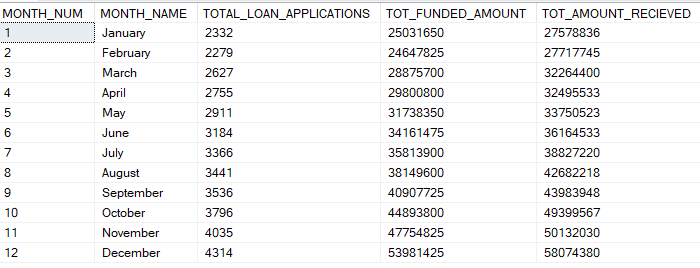 MONTH_NUM MONTH_NAME TOTAL_LOAN_APPLICATIONS TOT_FUNDED_AMOUNT TOT_AMOUNT_RECIEVED
1 January 2332 25031650 27578836
2 February 2279 24647825 27717745
3 March 2627 28875700 32264400
4 April 2755 29800800 32495533
5 May 2911 31738350 33750523
6 June 3184 34161475 36164533
7 July 3366 35813900 38827220
8 August 3441 38149600 42682218
9 September 3536 40907725 43983948
10 October 3796 44893800 49399567
11 November 4035 47754825 50132030
12 December 4314 53981425 58074380